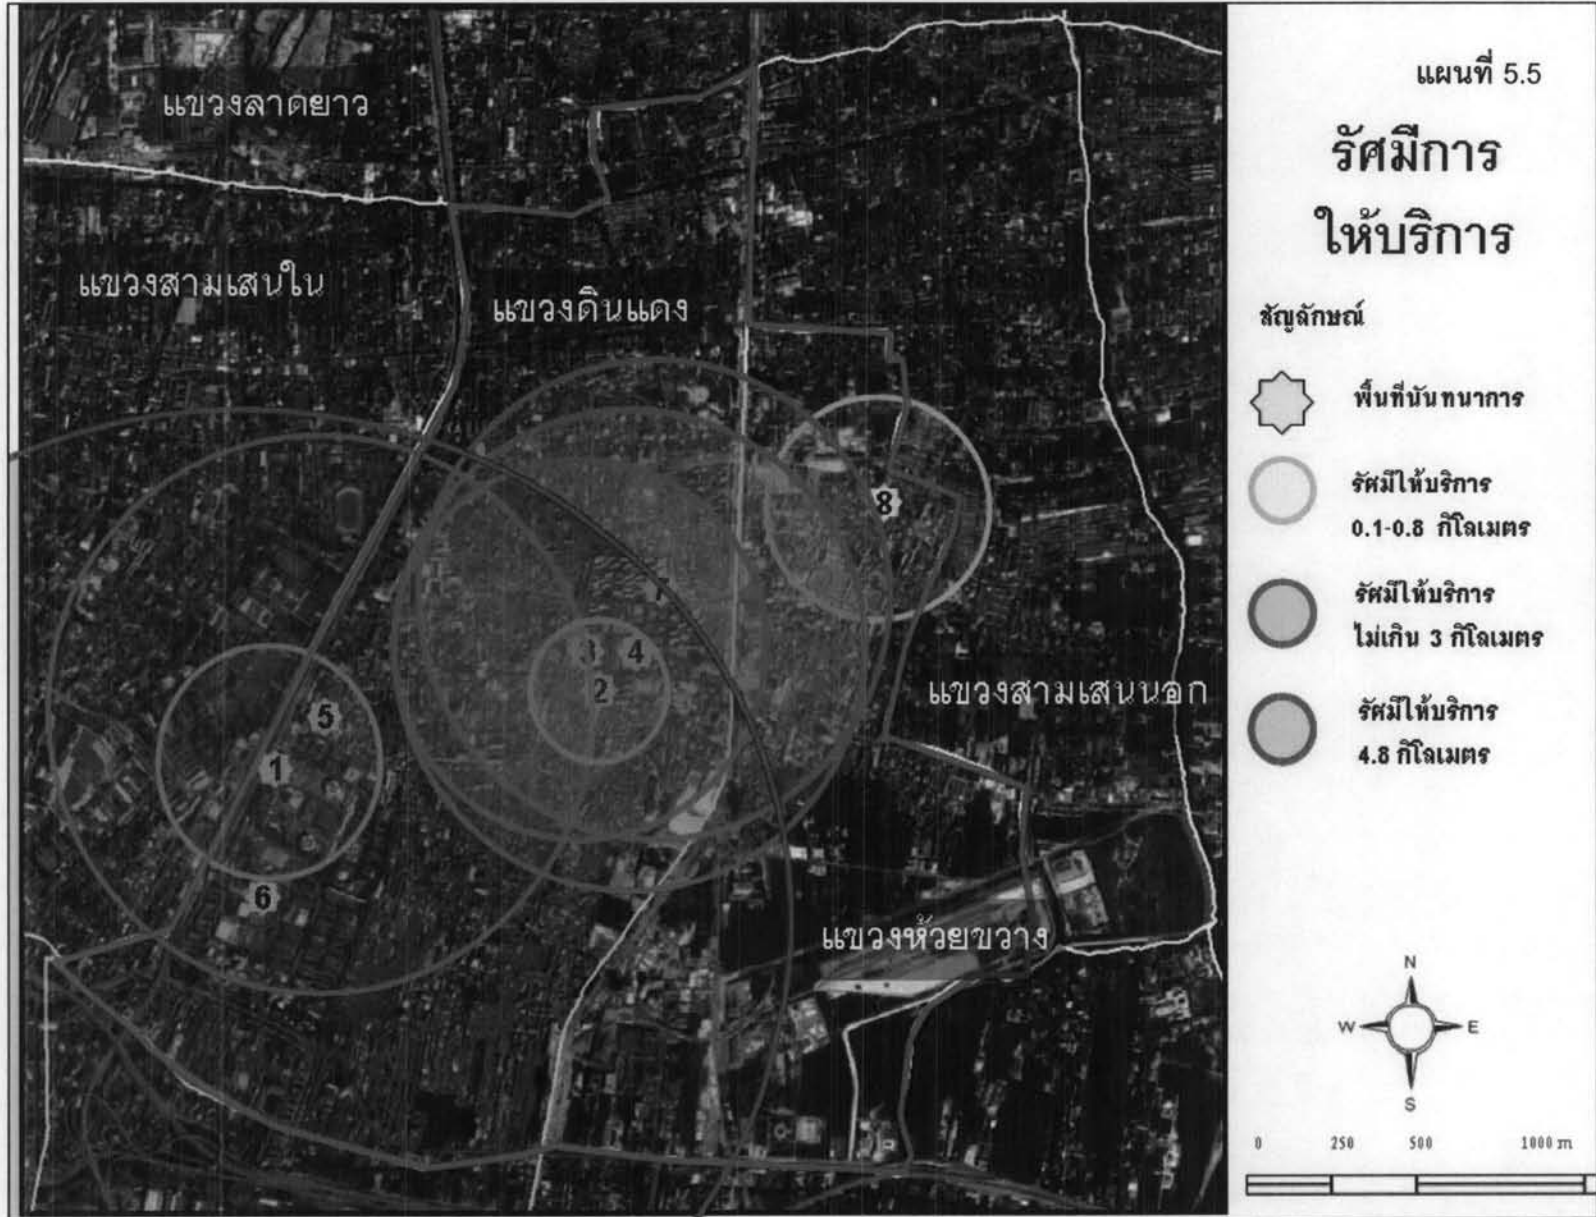 แผนที่ 5.5
รัศมีการ
ให้บริการ
สัญลักษณ์
พื้นที่นันทนาการ
รัศมีให้บริการ
0.1-0.8 กิโลเมตร
รัศมีให้บริการ
ไม่เกิน 3 กิโลเมตร
รัศมีให้บริการ
4.8 กิโลเมตร
N
W E
S
0 250 500 1000 m
แขวงลาดยาว
แขวงสามเสนใน
แขวงดินแดง
8
7
3 4
2
5
1
6
แขวงสามเสนนอก
แขวงห้วยขวาง